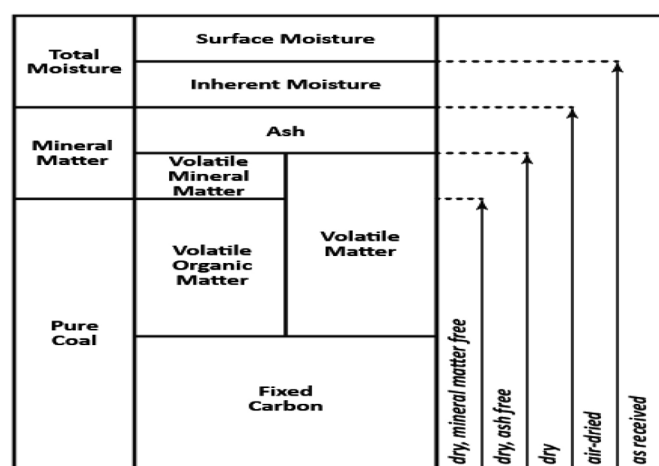 Total
Moisture
Surface Moisture
Inherent Moisture
Mineral
Matter
Ash
Volatile
Mineral
Matter
Volatile
Organic
Matter
Volatile
Matter
Pure
Coal
Fixed
Carbon
dry, mineral matter free
dry, ash free
dry
air-dried
as received